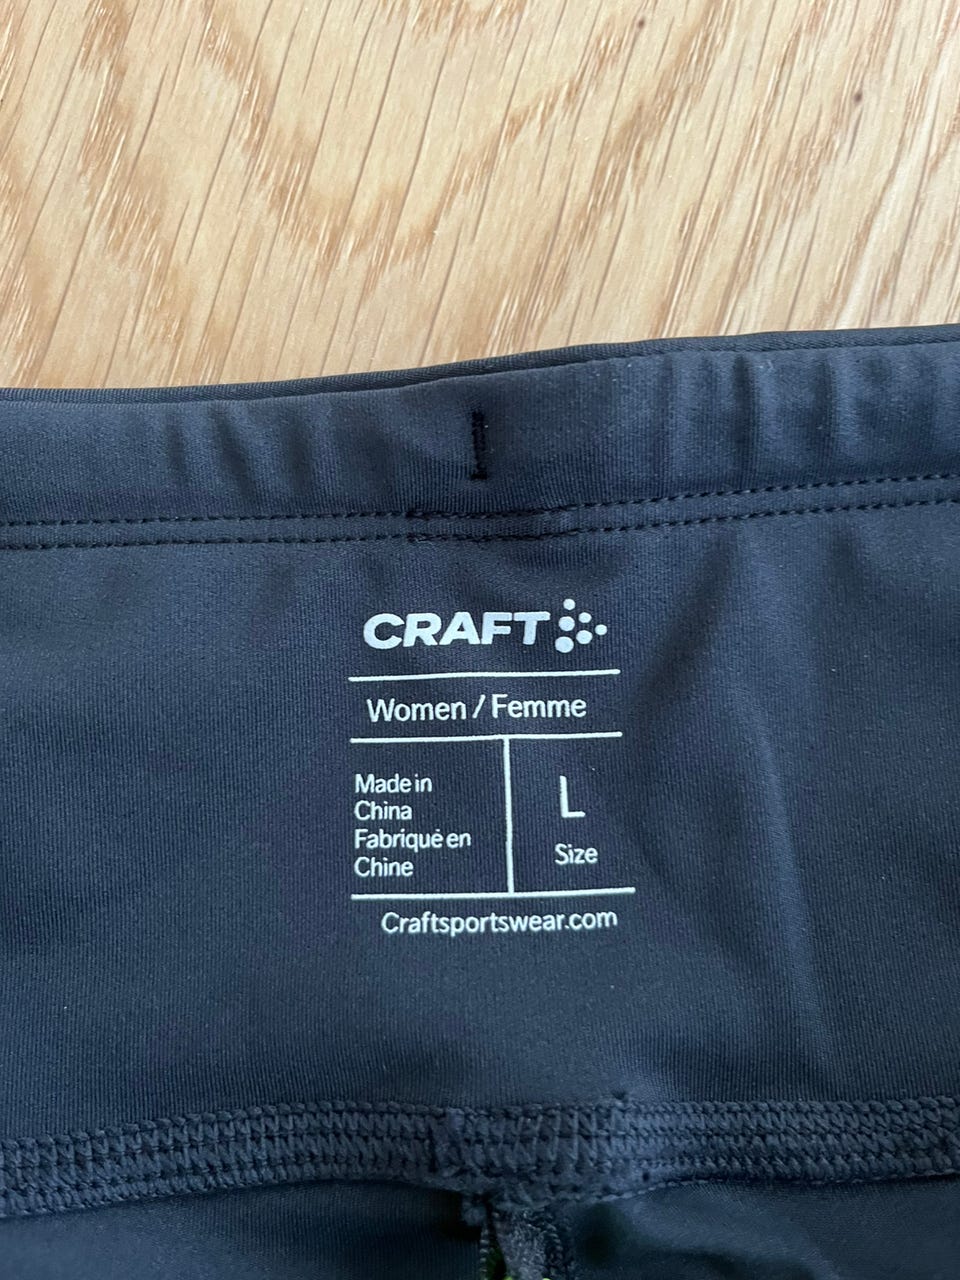 CRAFT
Women / Femme
Made in
China
Fabriqué en
Chine
L
Size
Craftsportswear.com